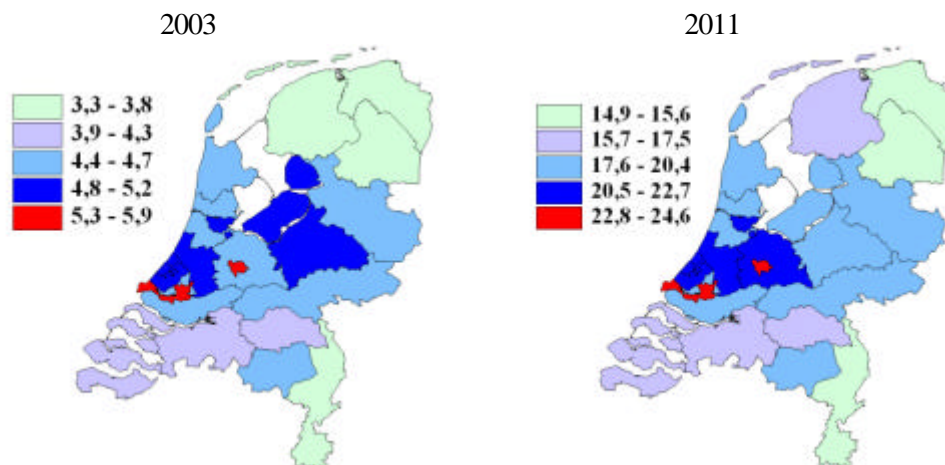 2003
3,3 - 3,8
3,9 - 4,3
4,4 - 4,7
4,8 - 5,2
5,3 - 5,9
2011
14,9 - 15,6
15,7 - 17,5
17,6 - 20,4
20,5 - 22,7
22,8 - 24,6